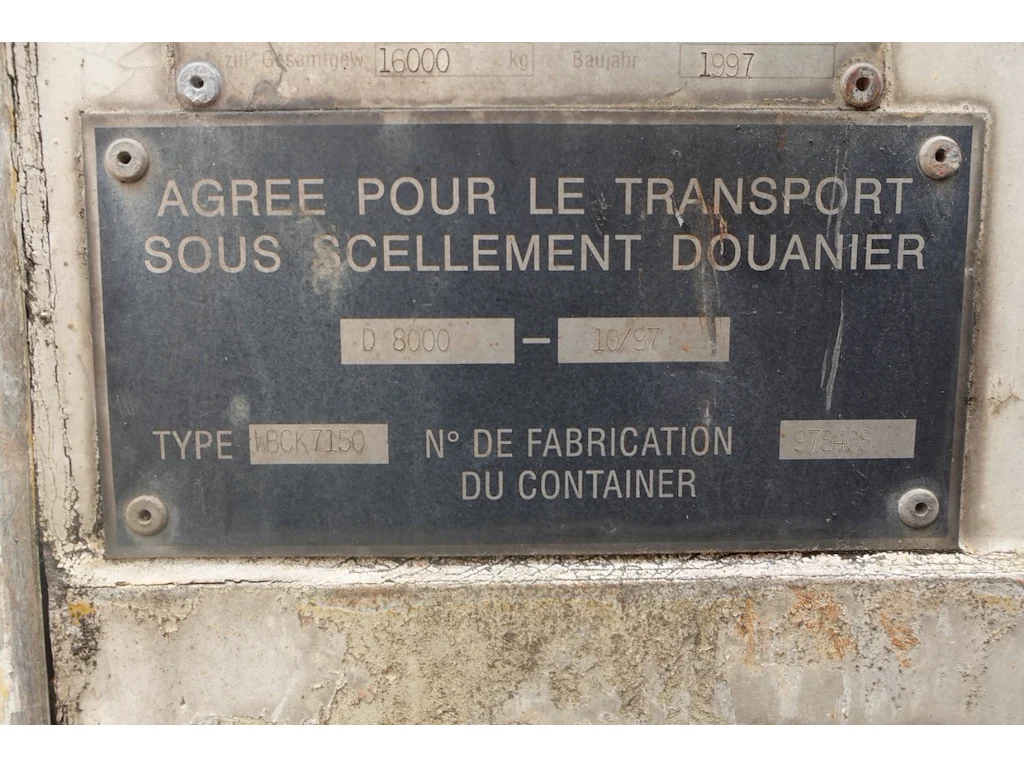 zul Gesamtgew 16000 kg Baujahr 1997
AGREE POUR LE TRANSPORT
SOUS SCELLEMENT DOUANIER
D 8000 – 10/97
TYPE WBCK7150 N° DE FABRICATION
DU CONTAINER